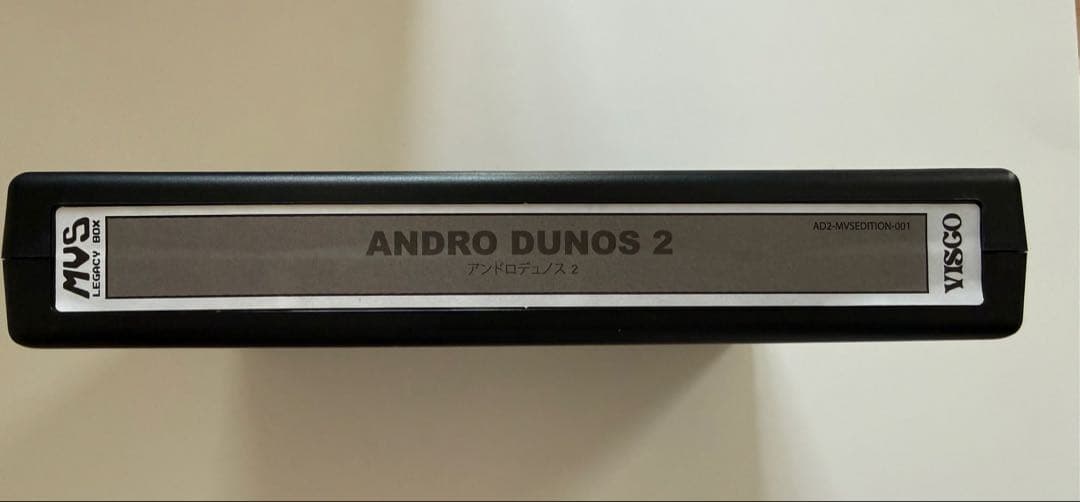 MVS
LEGACY BOX
ANDRO DUNOS 2
アンドロデュノス 2
AD2-MVSEDITION-001
VISCO